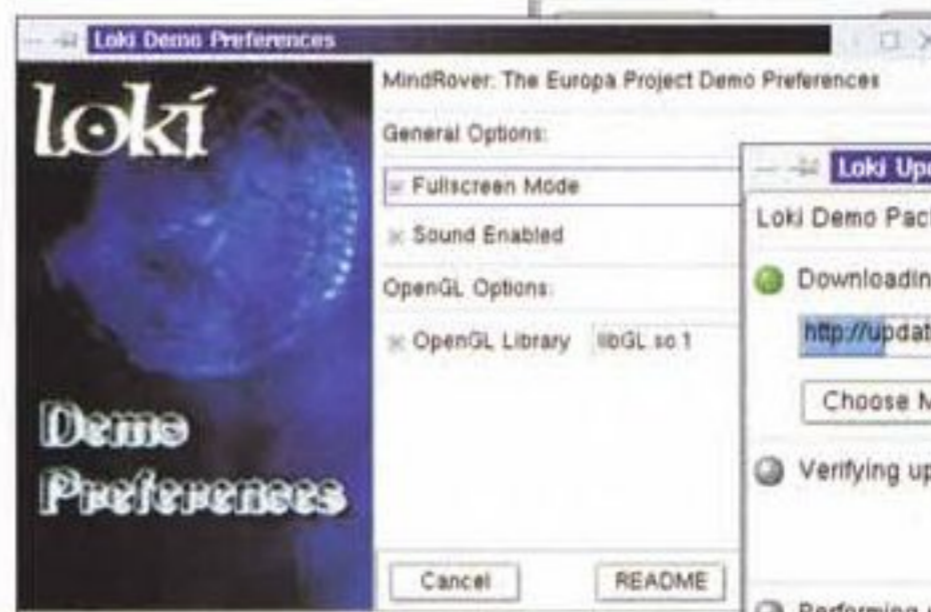 Loki Demo Preferences
loki
Demo
Preferences
MindRover: The Europa Project Demo Preferences
General Options:
Fullscreen Mode
Sound Enabled
OpenGL Options:
OpenGL Library libGL.so.1
Cancel README
Loki
Loki Demo
Downloadin
http://updat
Choose M
Verifying up